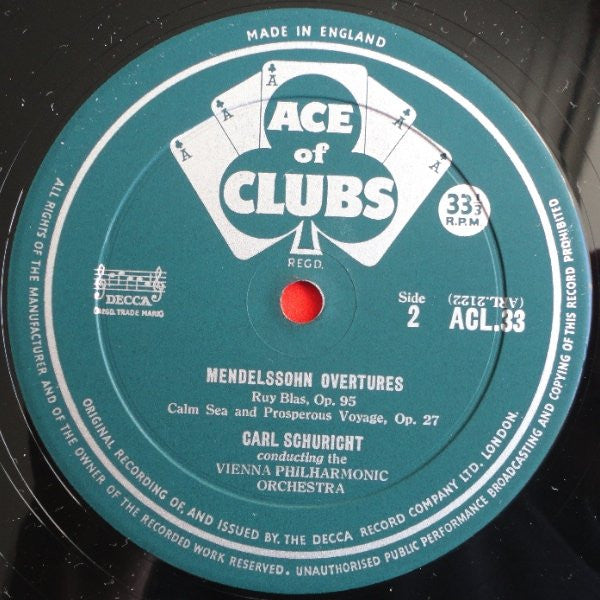 MADE IN ENGLAND
A
A
A
A
A
ACE
of
CLUBS
REGD.
33⅓
R.P.M.
DECCA
(REGD. TRADE MARK)
Side
2
(ARL.2122)
ACL.33
MENDELSSOHN OVERTURES
Ruy Blas, Op. 95
Calm Sea and Prosperous Voyage, Op. 27
CARL SCHURICHT
conducting the
VIENNA PHILHARMONIC
ORCHESTRA
ORIGINAL RECORDING OF, AND ISSUED BY, THE DECCA RECORD COMPANY LTD. LONDON.
ALL RIGHTS OF THE MANUFACTURER AND OF THE OWNER OF THE RECORDED WORK RESERVED. UNAUTHORISED PUBLIC PERFORMANCE BROADCASTING AND COPYING OF THIS RECORD PROHIBITED